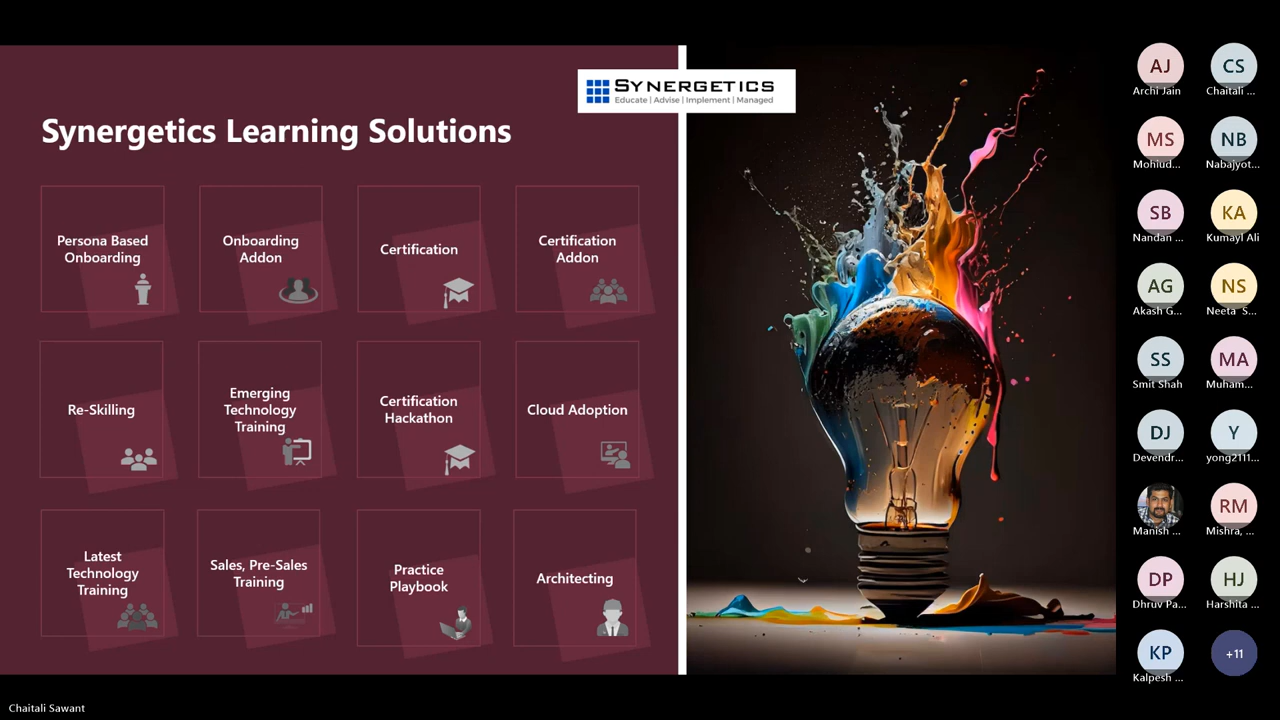 SYNERGETICS
Educate | Advise | Implement | Managed
Synergetics Learning Solutions
Persona Based
Onboarding
Onboarding
Addon
Certification
Certification
Addon
Re-Skilling
Emerging
Technology
Training
Certification
Hackathon
Cloud Adoption
Latest
Technology
Training
Sales, Pre-Sales
Training
Practice
Playbook
Architecting
AJ
Archi Jain
CS
Chaitali ...
MS
Mohiud...
NB
Nabajyot...
SB
Nandan ...
KA
Kumayl Ali
AG
Akash G...
NS
Neeta S...
SS
Smit Shah
MA
Muham...
DJ
Devendr...
Y
yong2111...
Manish ...
RM
Mishra, ...
DP
Dhruv Pa...
HJ
Harshita ...
KP
Kalpesh ...
+11
Chaitali Sawant